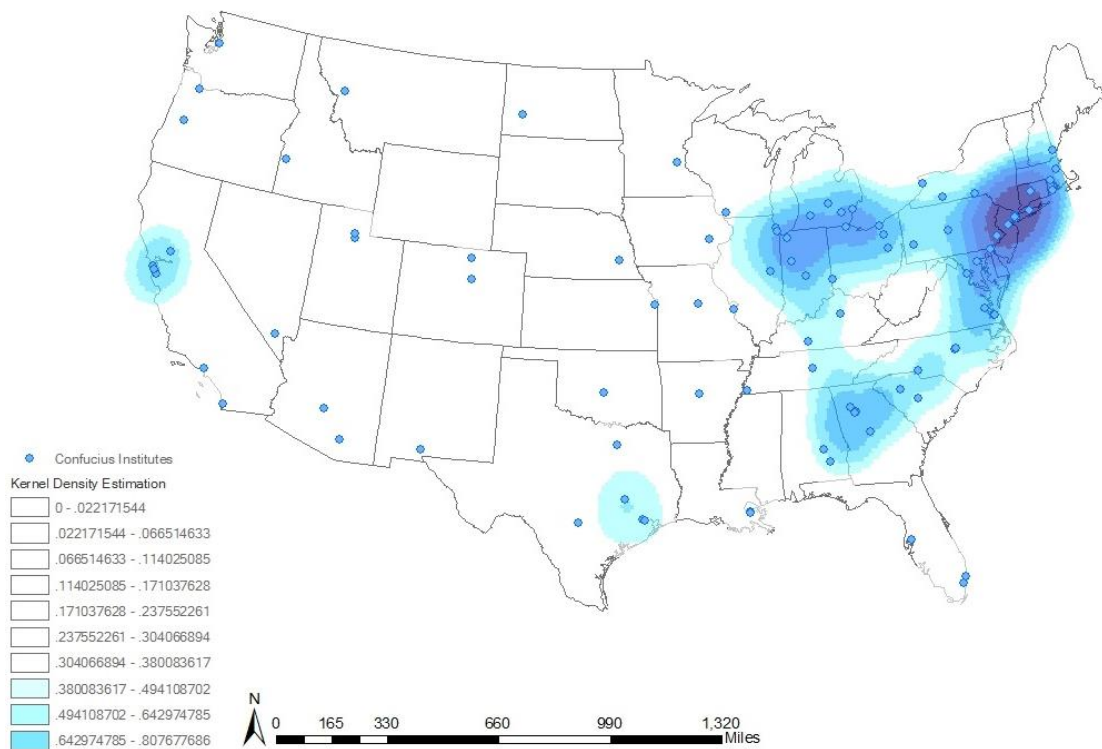 Confucius Institutes
Kernel Density Estimation
0 - .022171544
.022171544 - .066514633
.066514633 - .114025085
.114025085 - .171037628
.171037628 - .237552261
.237552261 - .304066894
.304066894 - .380083617
.380083617 - .494108702
.494108702 - .642974785
.642974785 - .807677686
N
0 165 330 660 990 1,320
Miles